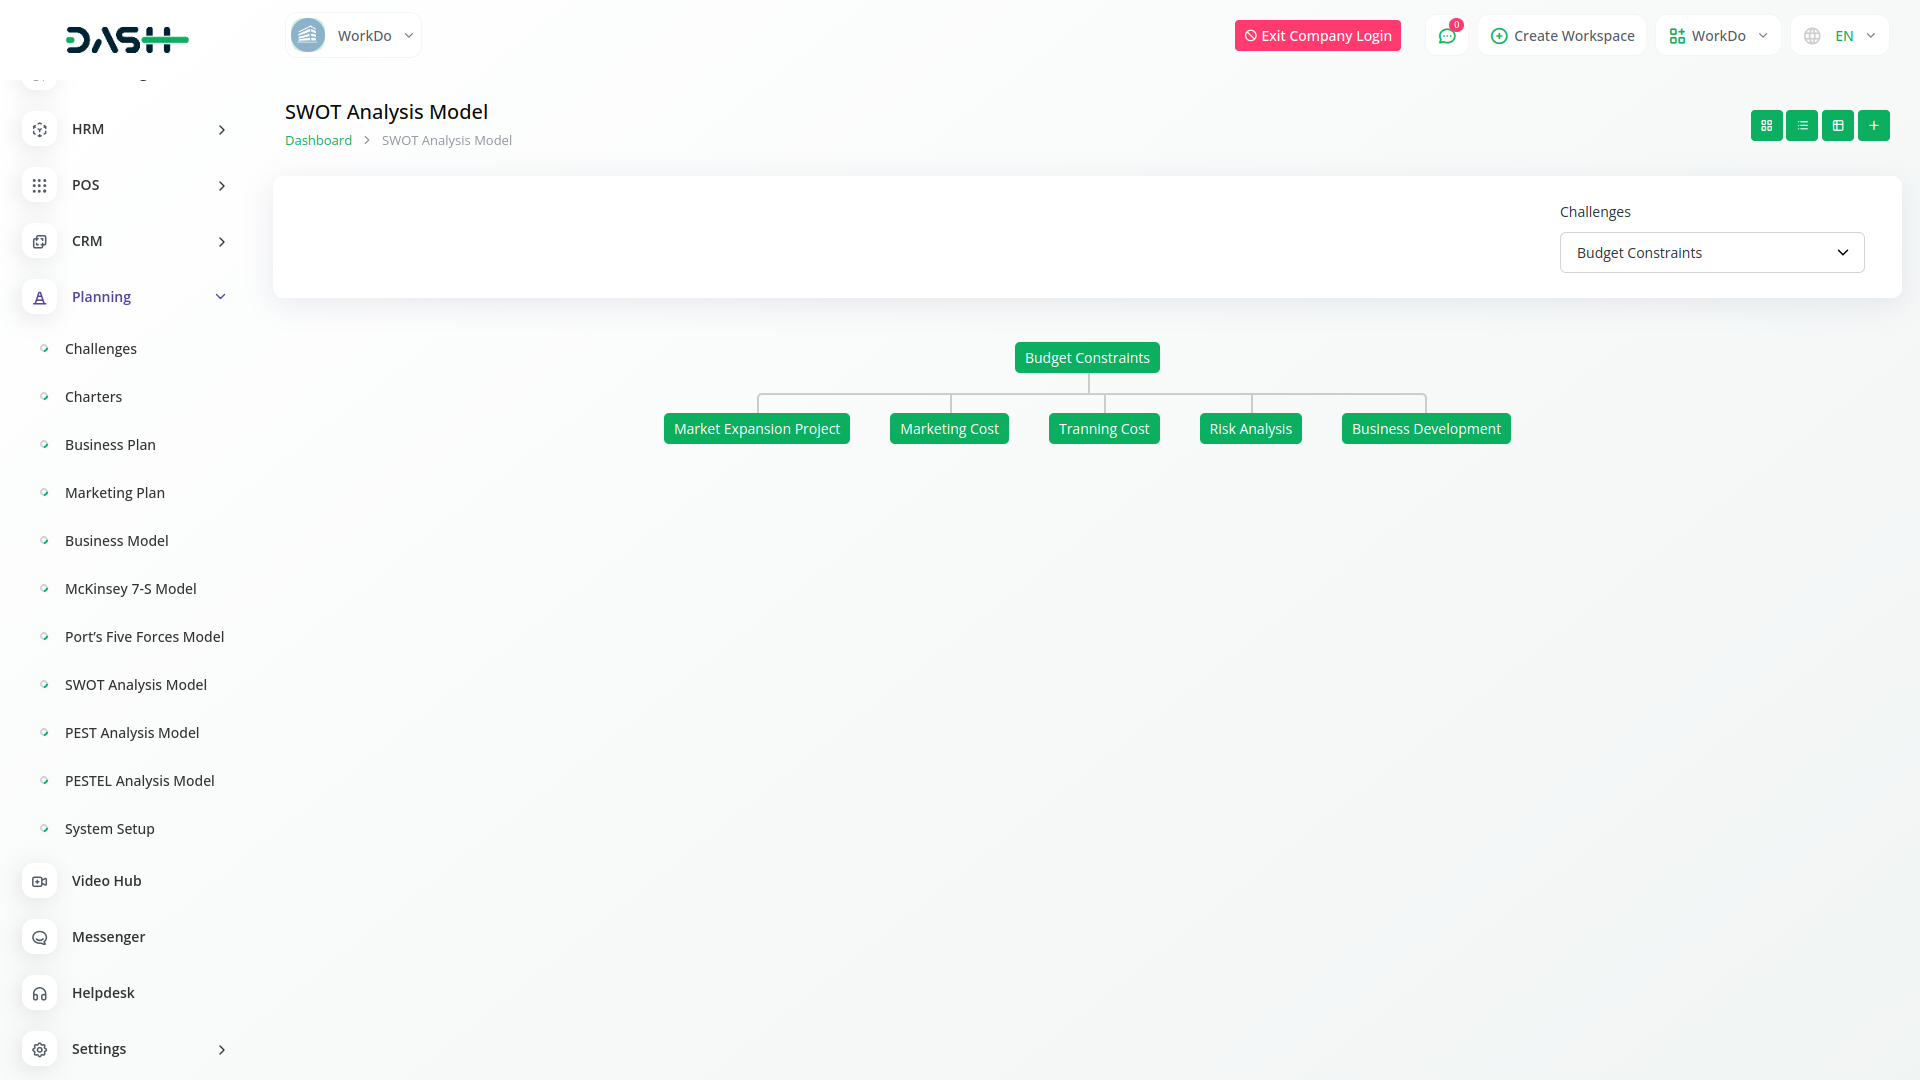 DASH
WorkDo
Exit Company Login
0
Create Workspace
WorkDo
EN
HRM
POS
CRM
Planning
Challenges
Charters
Business Plan
Marketing Plan
Business Model
McKinsey 7-S Model
Port's Five Forces Model
SWOT Analysis Model
PEST Analysis Model
PESTEL Analysis Model
System Setup
Video Hub
Messenger
Helpdesk
Settings
SWOT Analysis Model
Dashboard > SWOT Analysis Model
Challenges
Budget Constraints
Budget Constraints
Market Expansion Project
Marketing Cost
Tranning Cost
Risk Analysis
Business Development